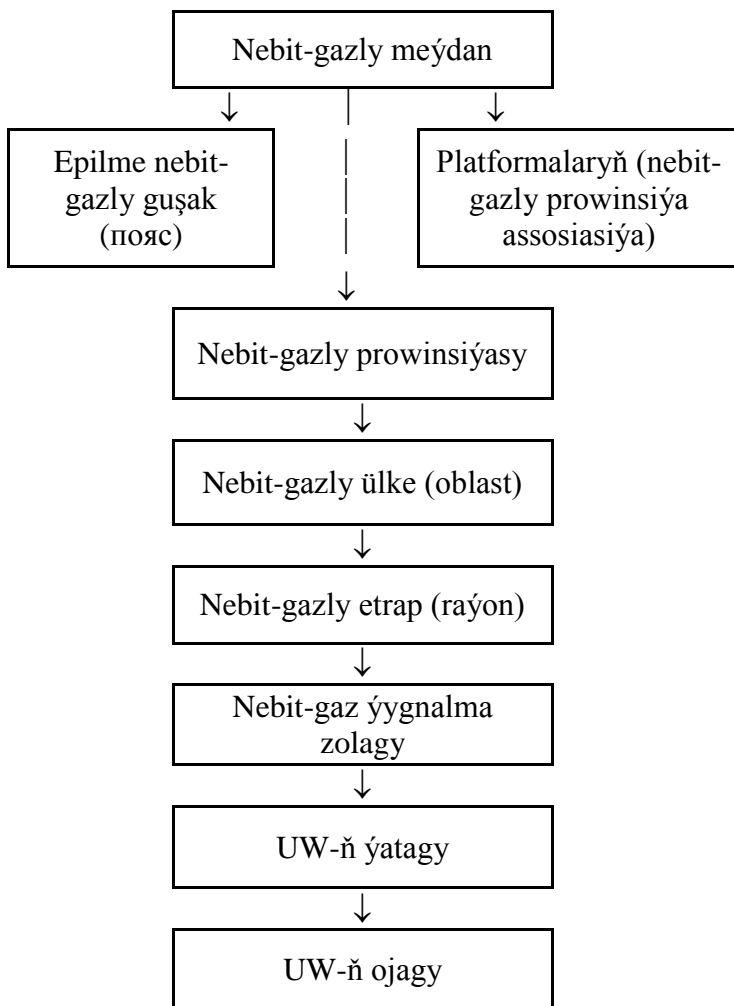 Nebit-gazly meýdan
Epilme nebit-
gazly guşak
(пояс)
Platformalaryň (nebit-
gazly prowinsiýa
assosiasiýa)
Nebit-gazly prowinsiýasy
Nebit-gazly ülke (oblast)
Nebit-gazly etrap (raýon)
Nebit-gaz ýygnalma
zolagy
UW-ň ýatagy
UW-ň ojagy